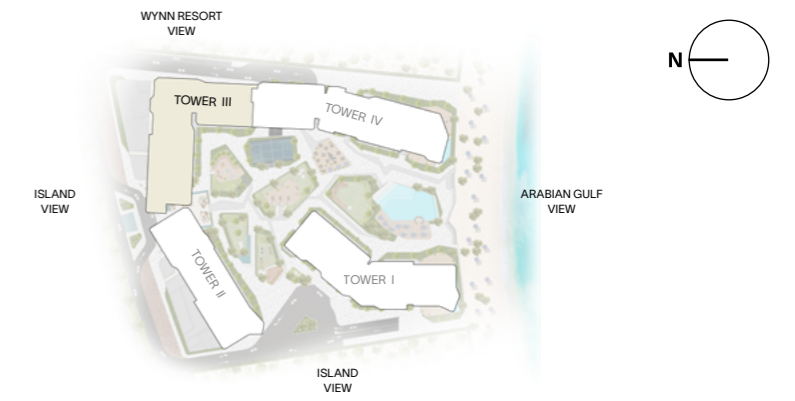 WYNN RESORT
VIEW
N
TOWER III
TOWER IV
ISLAND
VIEW
ARABIAN GULF
VIEW
TOWER II
TOWER I
ISLAND
VIEW